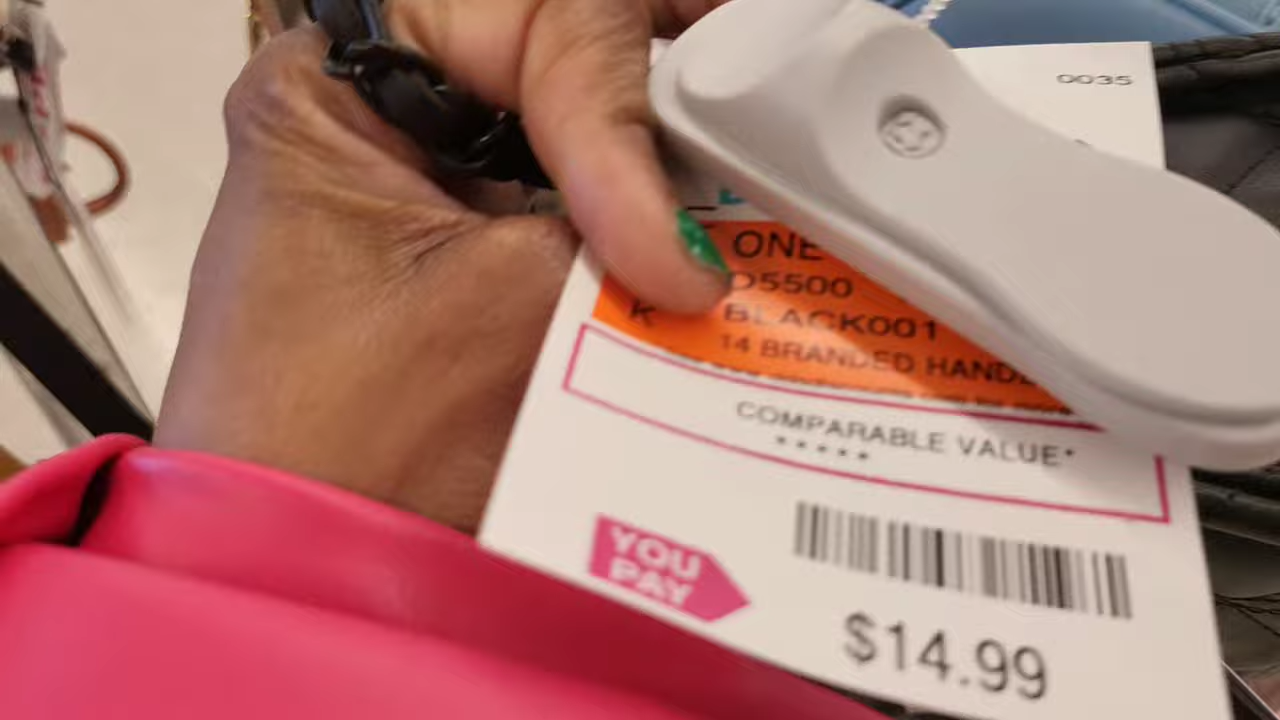 0035
ONE
D5500
K BLACK001
14 BRANDED HAND
COMPARABLE VALUE*
*****
YOU
PAY
$14.99